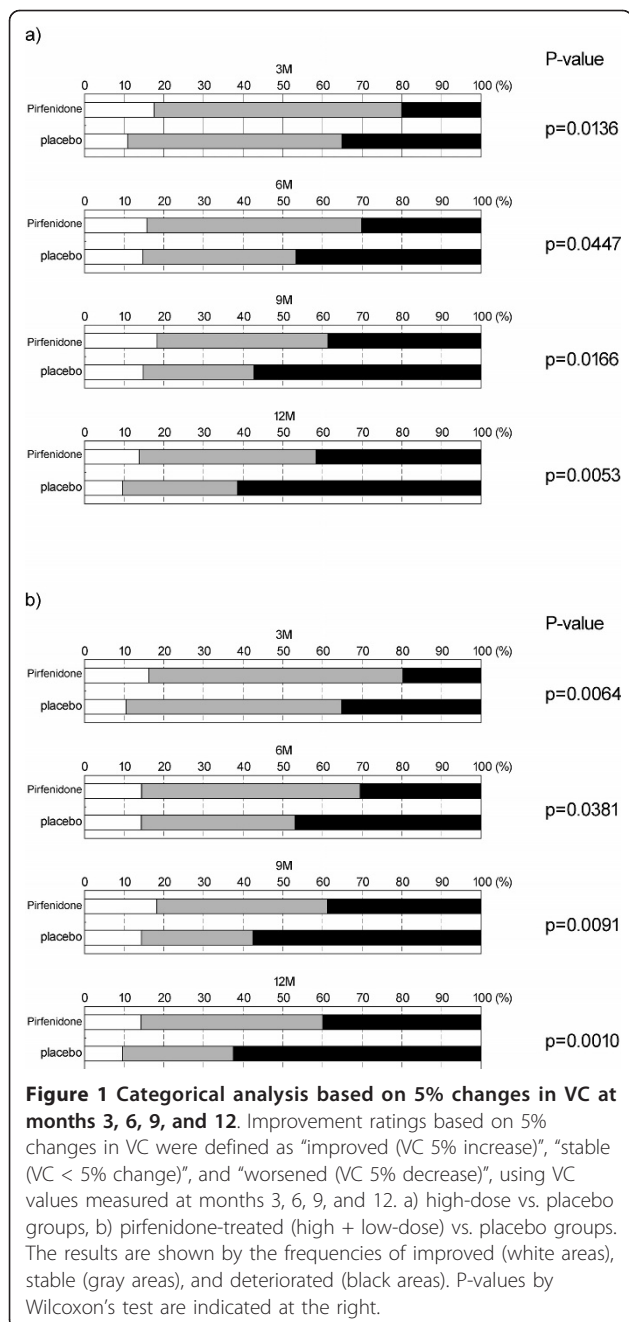 a)
P-value
3M
0 10 20 30 40 50 60 70 80 90 100 (%)
Pirfenidone
placebo
p=0.0136
6M
0 10 20 30 40 50 60 70 80 90 100 (%)
Pirfenidone
placebo
p=0.0447
9M
0 10 20 30 40 50 60 70 80 90 100 (%)
Pirfenidone
placebo
p=0.0166
12M
0 10 20 30 40 50 60 70 80 90 100 (%)
Pirfenidone
placebo
p=0.0053
b)
P-value
3M
0 10 20 30 40 50 60 70 80 90 100 (%)
Pirfenidone
placebo
p=0.0064
6M
0 10 20 30 40 50 60 70 80 90 100 (%)
Pirfenidone
placebo
p=0.0381
9M
0 10 20 30 40 50 60 70 80 90 100 (%)
Pirfenidone
placebo
p=0.0091
12M
0 10 20 30 40 50 60 70 80 90 100 (%)
Pirfenidone
placebo
p=0.0010
Figure 1 Categorical analysis based on 5% changes in VC at
months 3, 6, 9, and 12. Improvement ratings based on 5%
changes in VC were defined as “improved (VC 5% increase)”, “stable
(VC < 5% change)”, and “worsened (VC 5% decrease)”, using VC
values measured at months 3, 6, 9, and 12. a) high-dose vs. placebo
groups, b) pirfenidone-treated (high + low-dose) vs. placebo groups.
The results are shown by the frequencies of improved (white areas),
stable (gray areas), and deteriorated (black areas). P-values by
Wilcoxon’s test are indicated at the right.